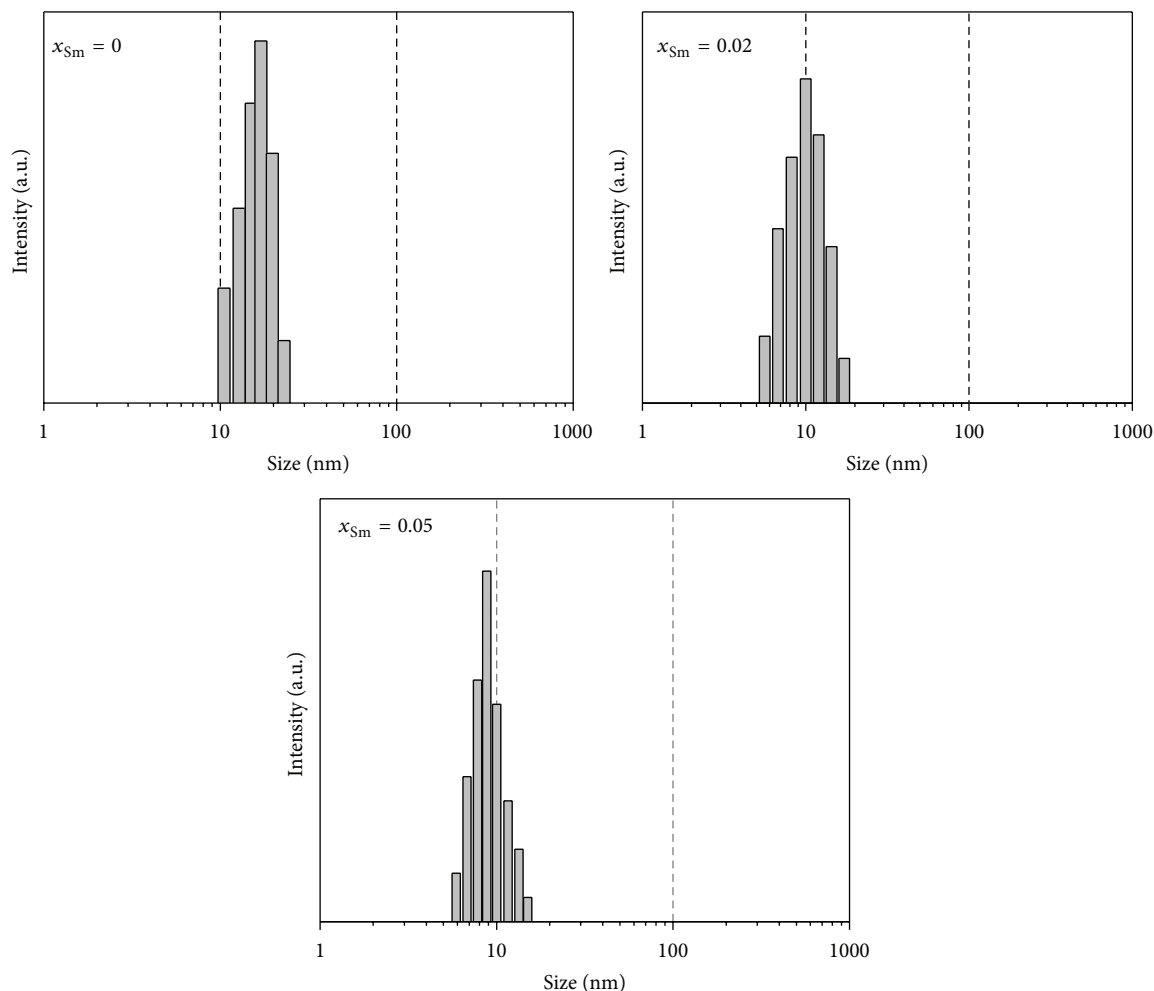 x_Sm = 0
Intensity (a.u.)
1 10 100 1000
Size (nm)
x_Sm = 0.02
Intensity (a.u.)
1 10 100 1000
Size (nm)
x_Sm = 0.05
Intensity (a.u.)
1 10 100 1000
Size (nm)